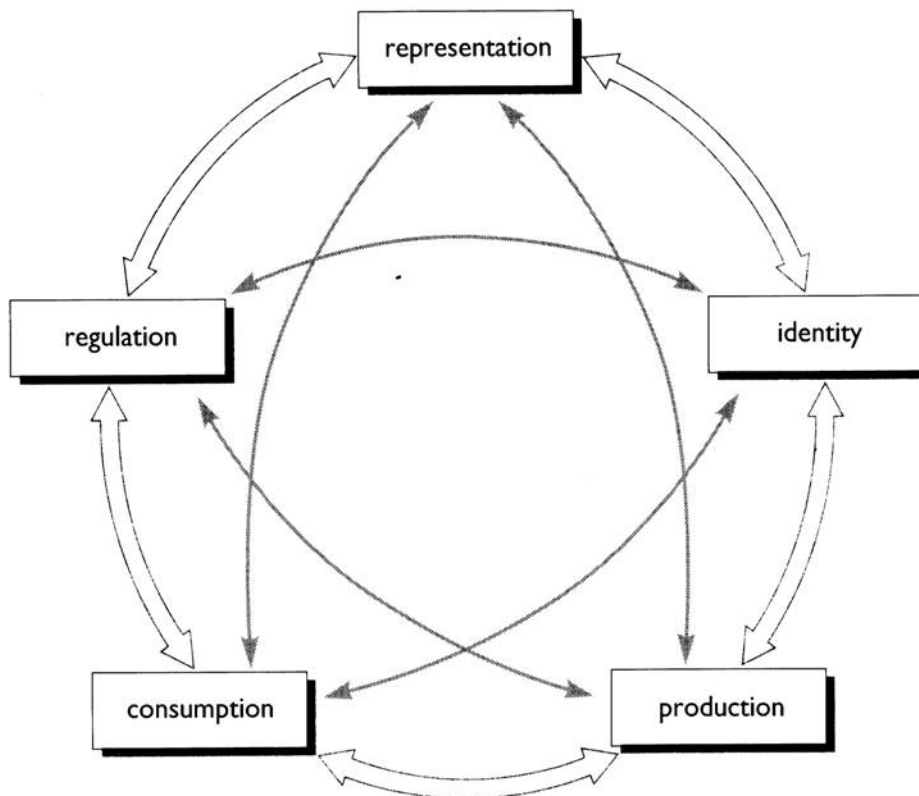 representation
regulation
identity
consumption
production